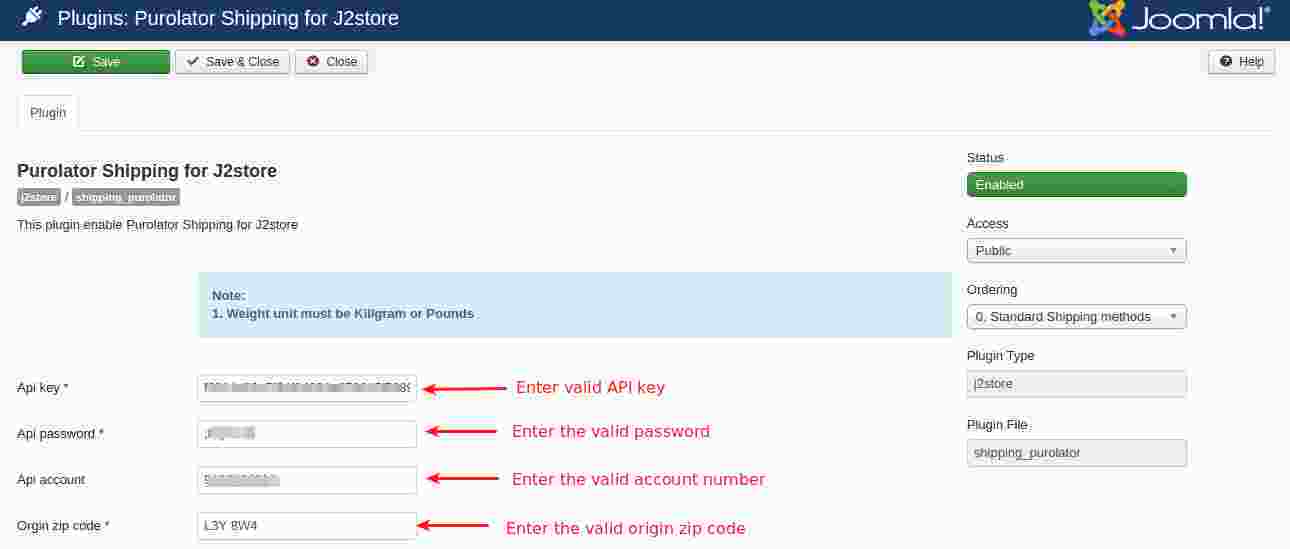 Plugins: Purolator Shipping for J2store
Joomla!®
Save
Save & Close
Close
Help
Plugin
Purolator Shipping for J2store
j2store / shipping_purolator
This plugin enable Purolator Shipping for J2store
Note:
1. Weight unit must be Killgram or Pounds
Api key *
Enter valid API key
Api password *
Enter the valid password
Api account
Enter the valid account number
Orgin zip code *
L3Y 8W4
Enter the valid origin zip code
Status
Enabled
Access
Public
Ordering
0. Standard Shipping methods
Plugin Type
j2store
Plugin File
shipping_purolator